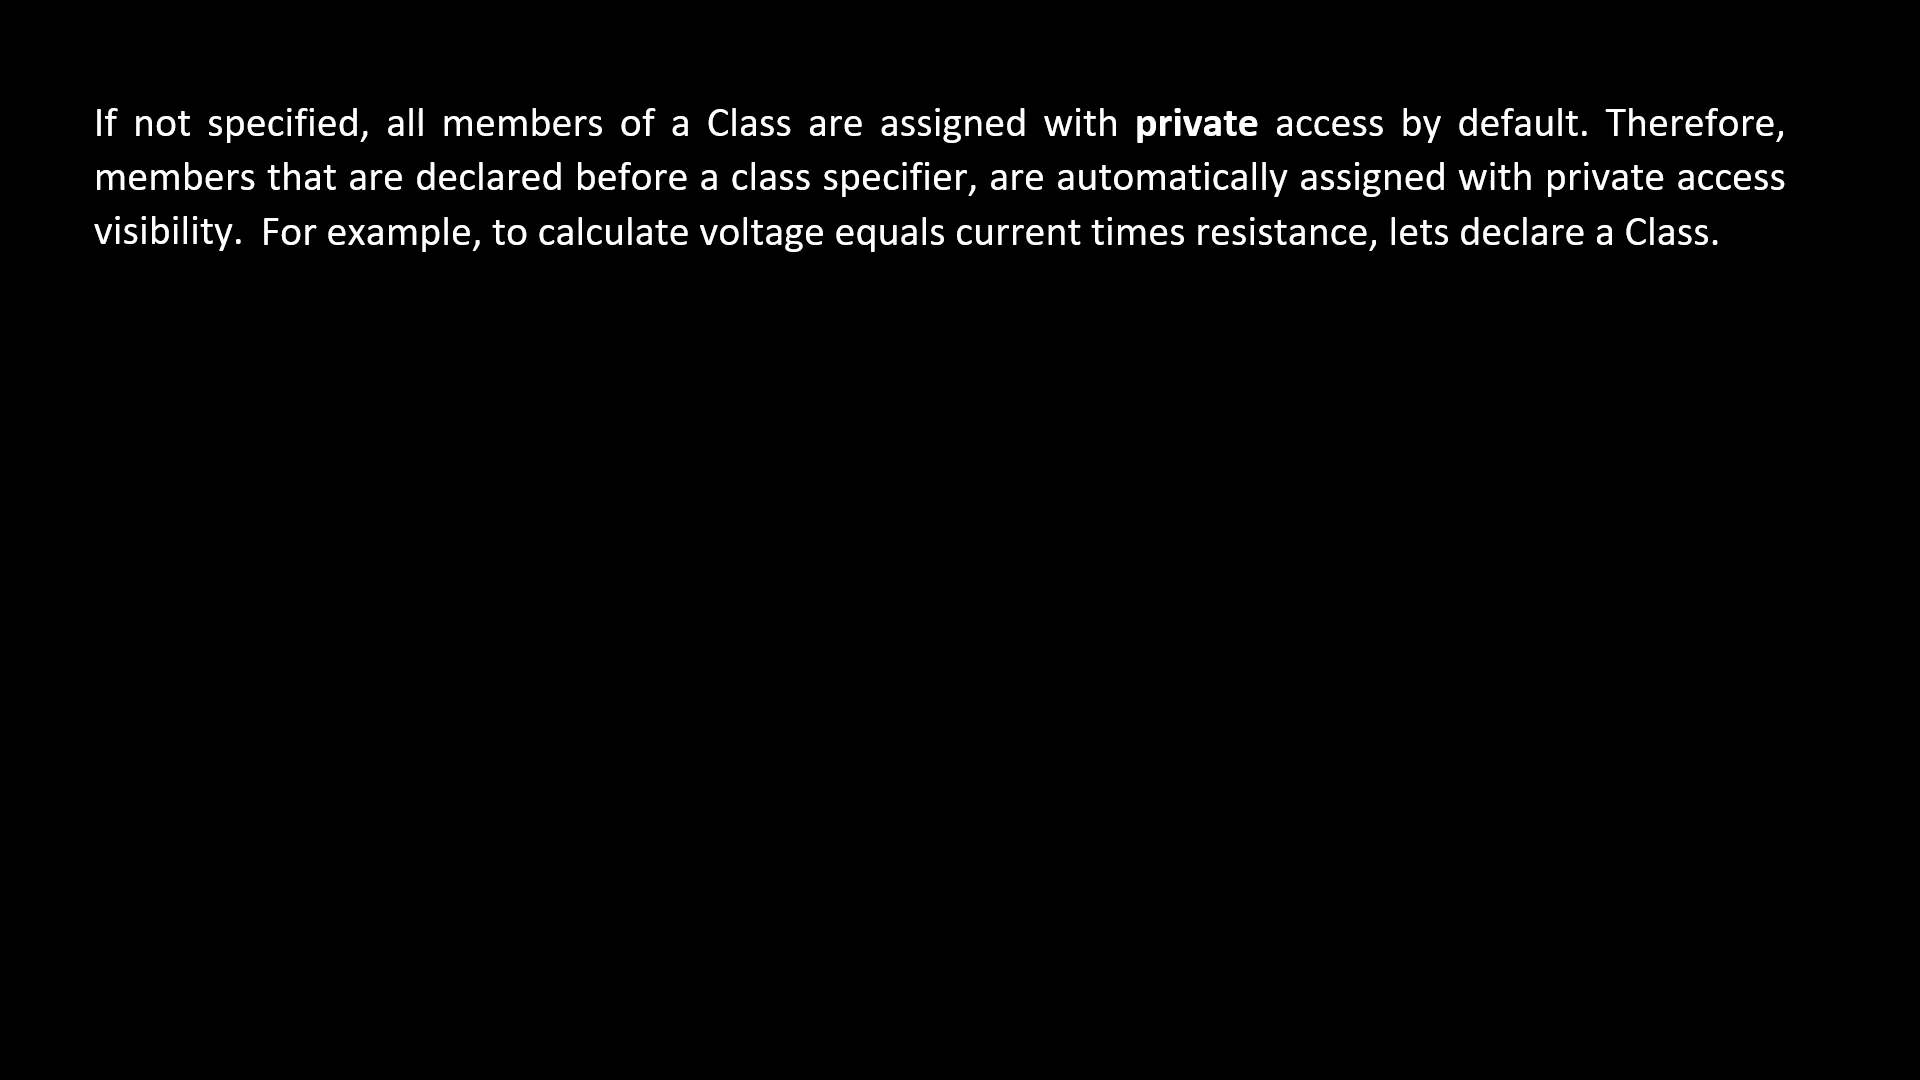 If not specified, all members of a Class are assigned with private access by default. Therefore,
members that are declared before a class specifier, are automatically assigned with private access
visibility. For example, to calculate voltage equals current times resistance, lets declare a Class.